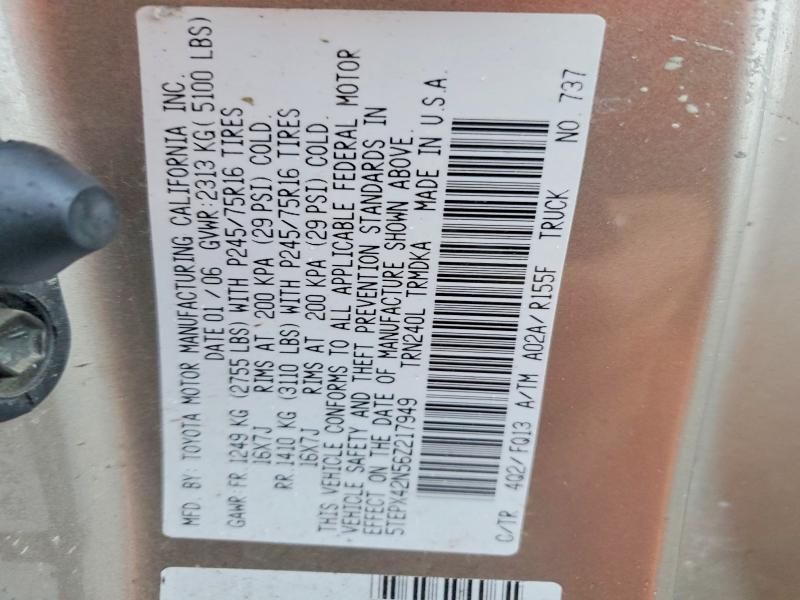 MFD. BY: TOYOTA MOTOR MANUFACTURING CALIFORNIA INC.
DATE 01/06 GVWR:2313 KG( 5100 LBS)
GAWR-FR 1249 KG (2755 LBS) WITH P245/75R16 TIRES
16X7J RIMS AT 200 KPA (29 PSI) COLD.
RR 1410 KG (3110 LBS) WITH P245/75R16 TIRES
16X7J RIMS AT 200 KPA (29 PSI) COLD.
THIS VEHICLE CONFORMS TO ALL APPLICABLE FEDERAL MOTOR
VEHICLE SAFETY AND THEFT PREVENTION STANDARDS IN
EFFECT ON THE DATE OF MANUFACTURE SHOWN ABOVE.
5TEPX42N56Z217949 TRN240L TRMDKA MADE IN U.S.A.
C/TR 4Q2/FQ13 A/TM A02A/R155F TRUCK NO. 737